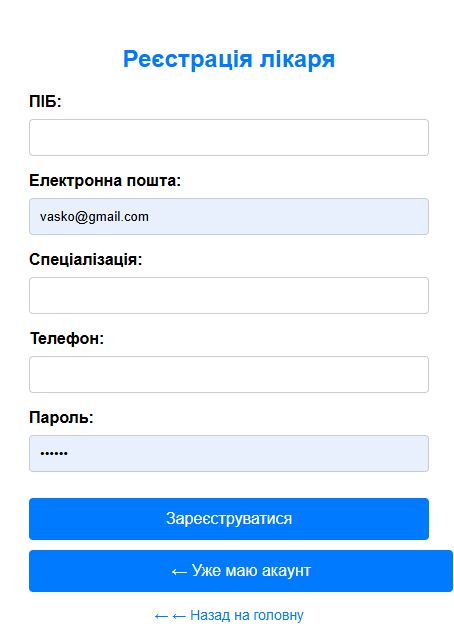 Реєстрація лікаря
ПІБ:
Електронна пошта:
vasko@gmail.com
Спеціалізація:
Телефон:
Пароль:
••••••
Зареєструватися
← Уже маю акаунт
← ← Назад на головну